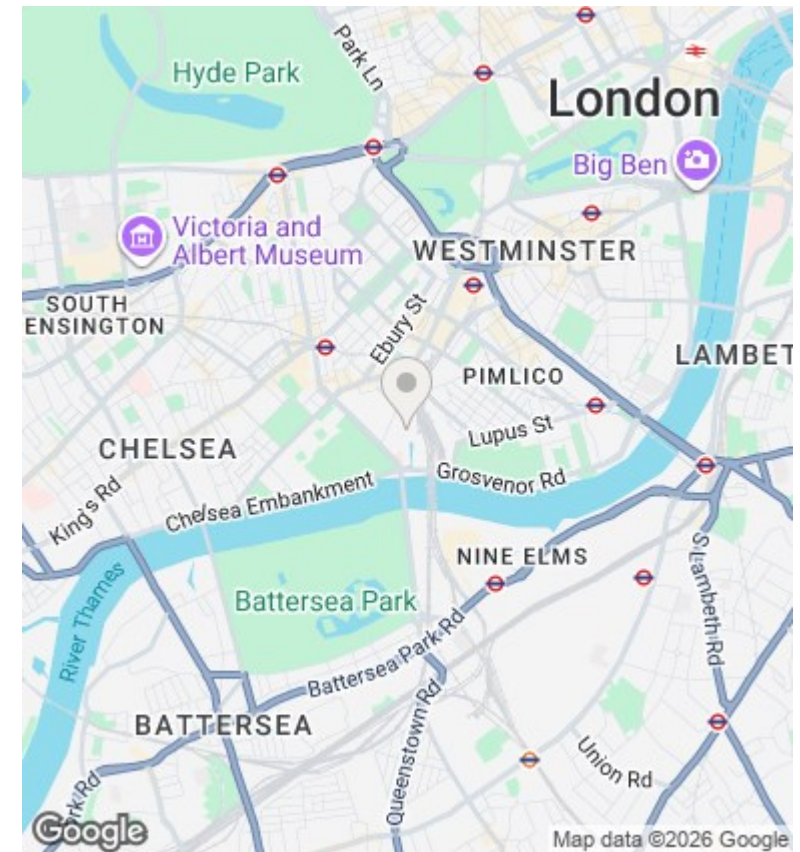 Park Ln
Hyde Park
London
Big Ben
Victoria and
Albert Museum
WESTMINSTER
SOUTH
ENSINGTON
Ebury St
LAMBET
PIMLICO
Lupus St
CHELSEA
Grosvenor Rd
King's Rd
Chelsea Embankment
NINE ELMS
River Thames
Battersea Park
S Lambeth Rd
Battersea Park Rd
BATTERSEA
Queenstown Rd
Union Rd
ork Rd
Google
Map data ©2026 Google